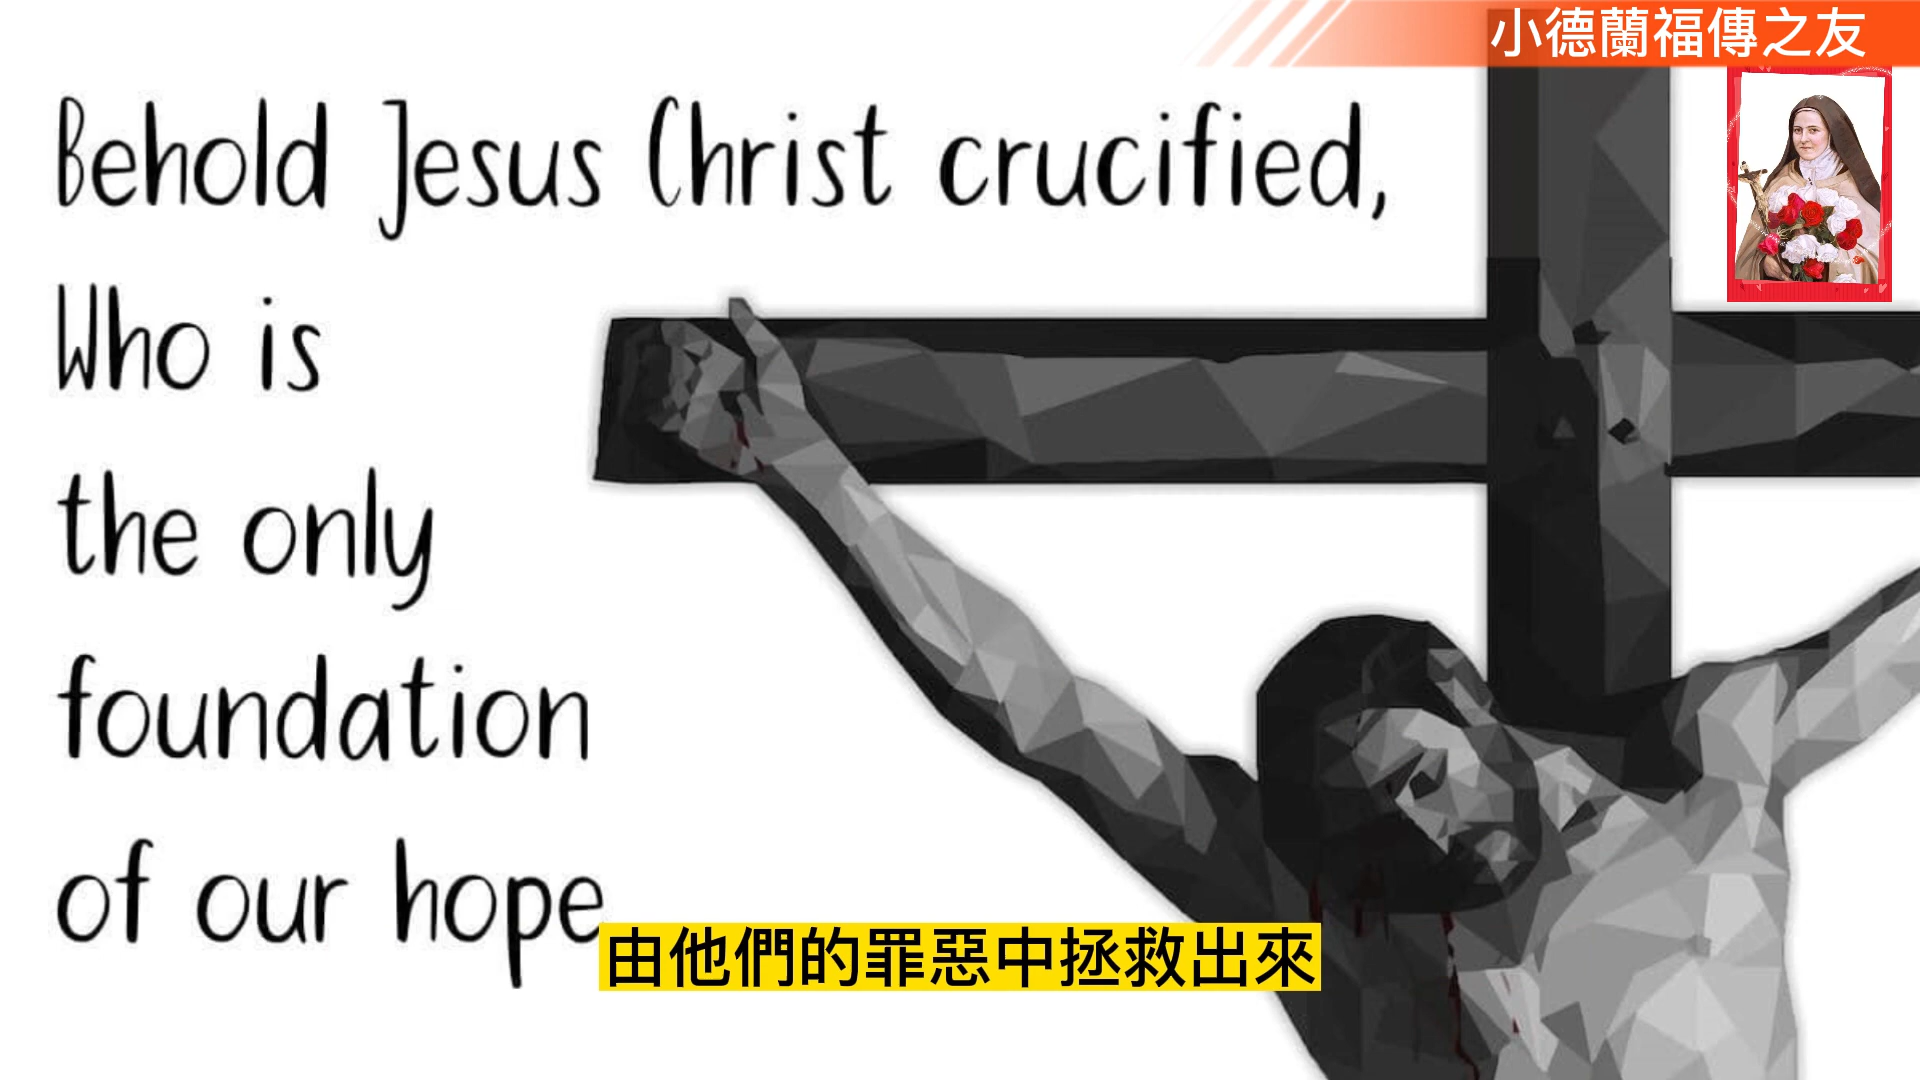 小德蘭福傳之友
Behold Jesus Christ crucified,
Who is
the only
foundation
of our hope
由他們的罪惡中拯救出來